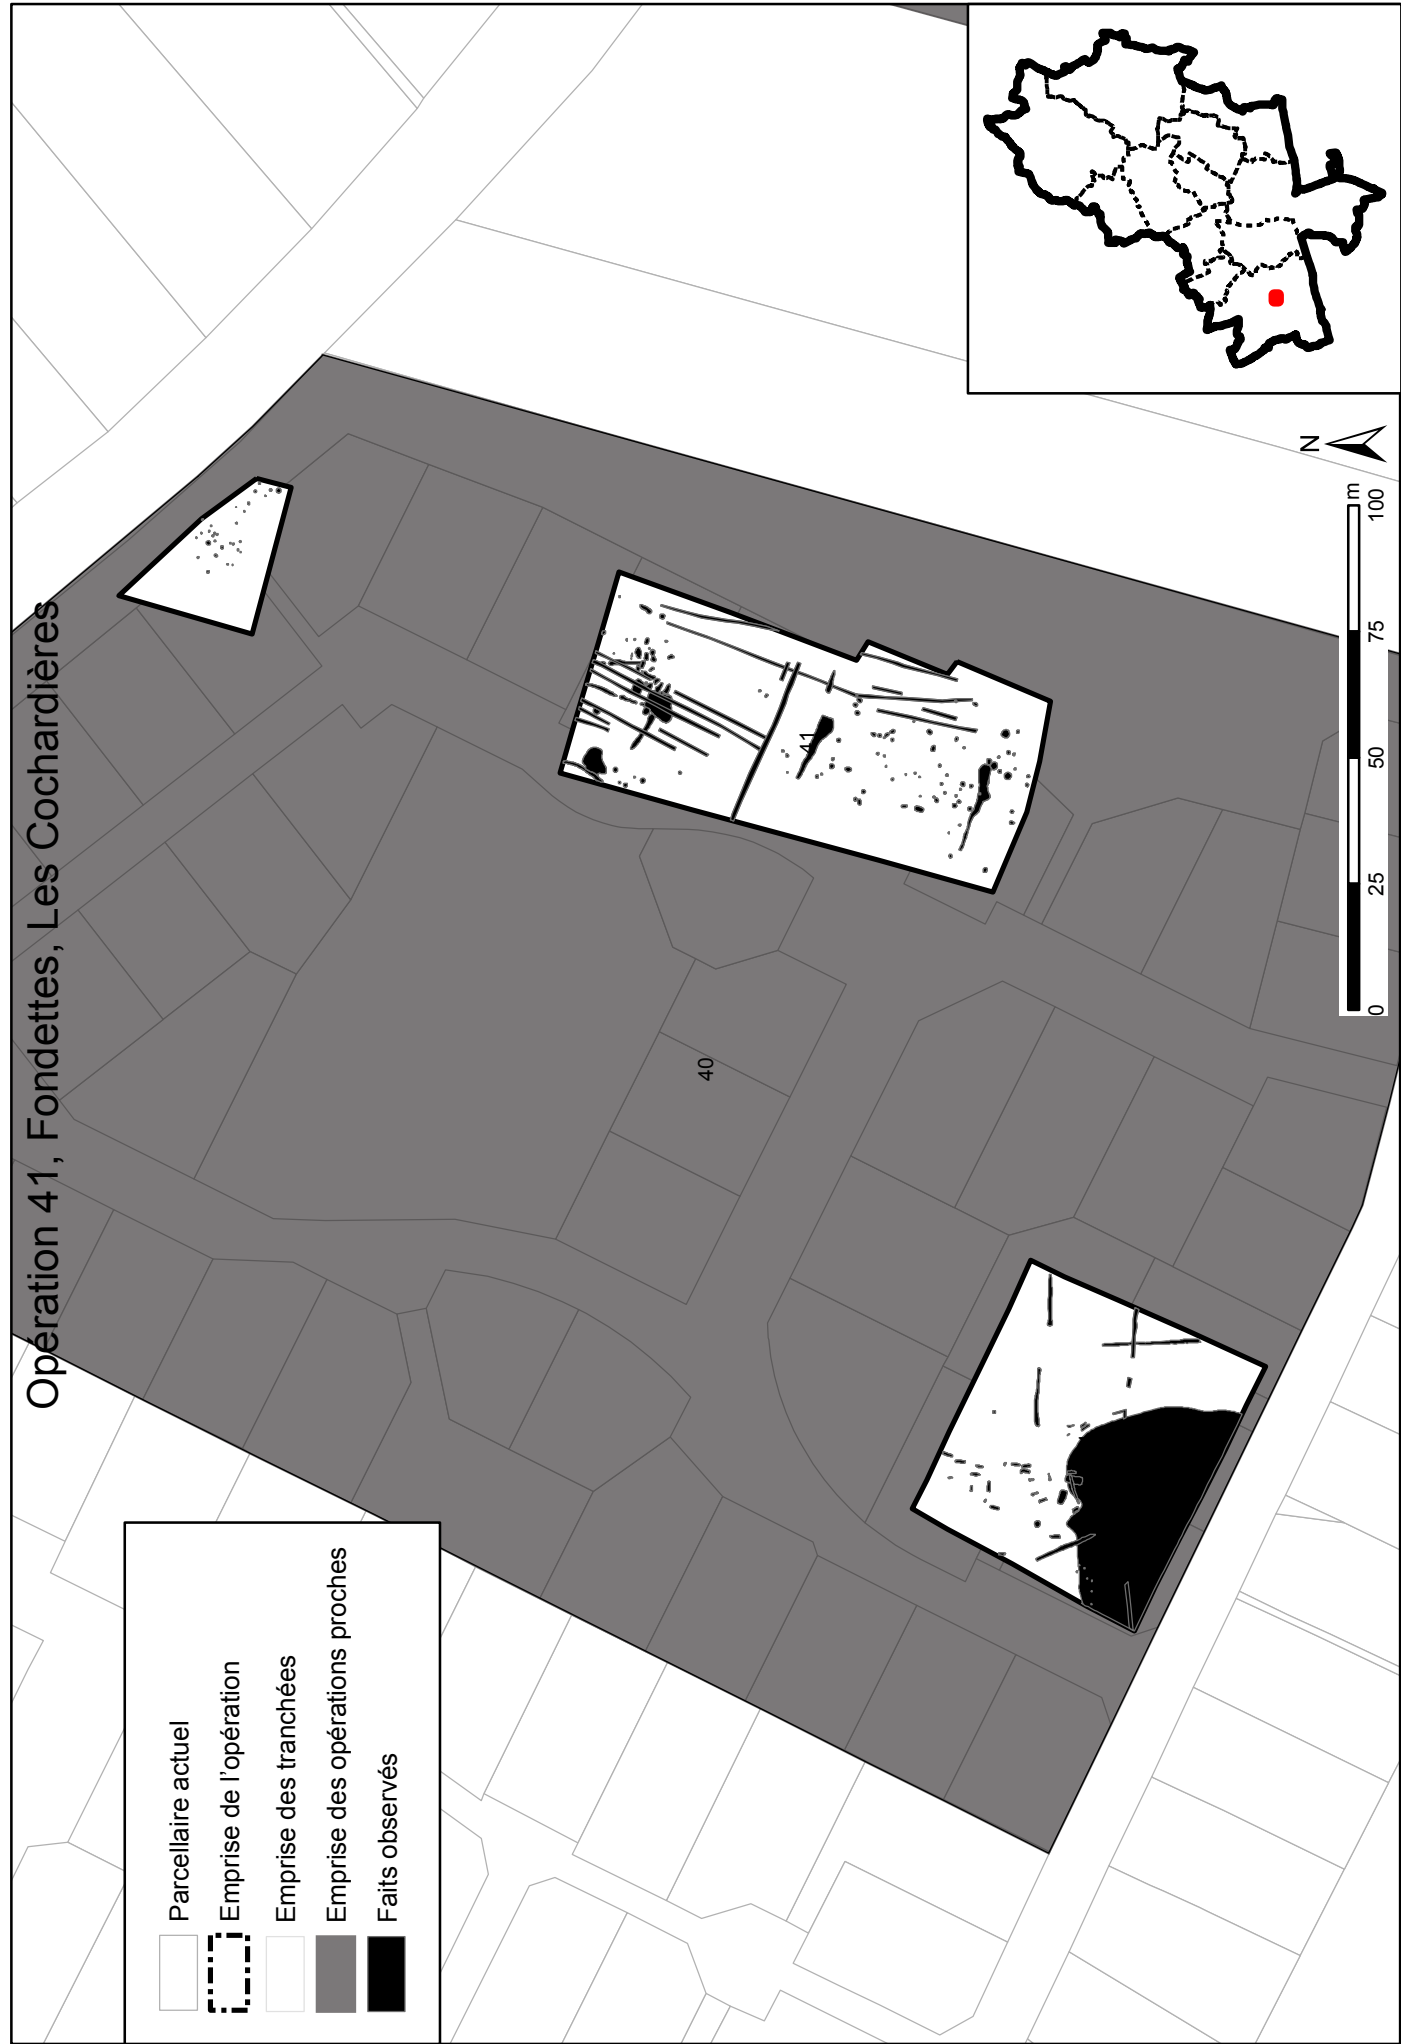 Opération 41, Fondettes, Les Cochardières
Parcellaire actuel
Emprise de l'opération
Emprise des tranchées
Emprise des opérations proches
Faits observés
40
41
N
0 25 50 75 100
m